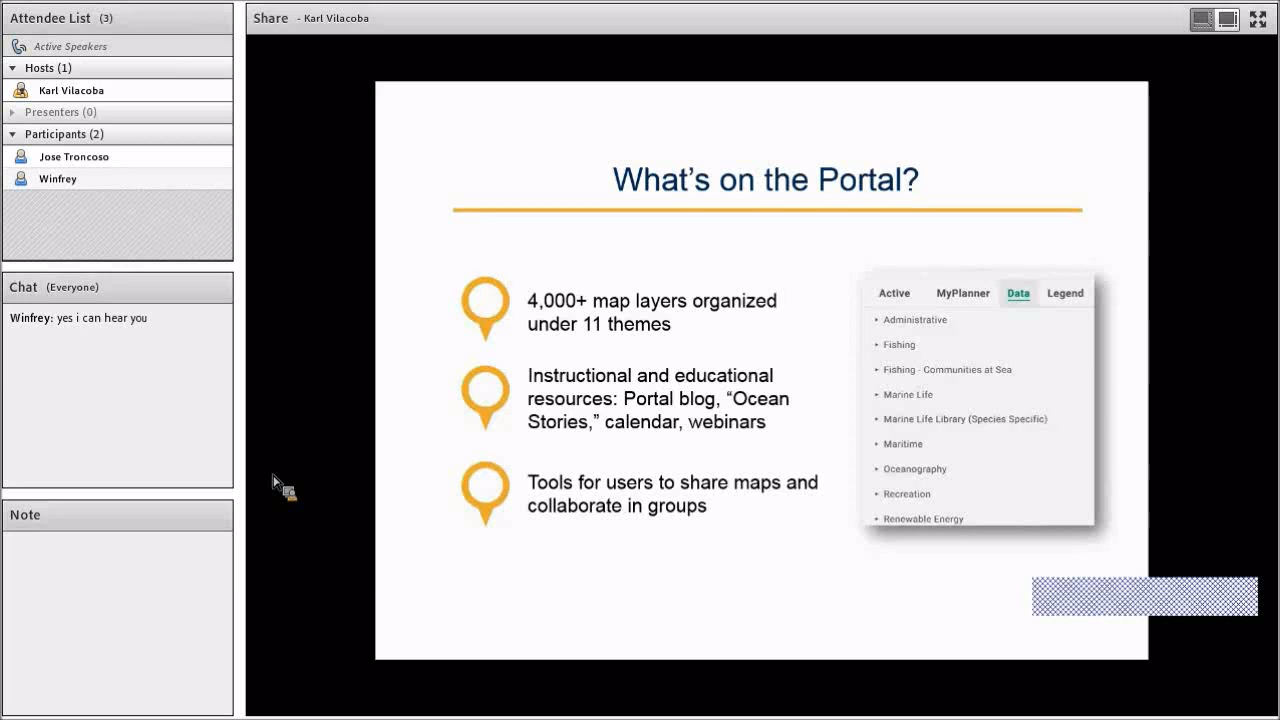 Attendee List (3)
Active Speakers
Hosts (1)
Karl Vilacoba
Presenters (0)
Participants (2)
Jose Troncoso
Winfrey
Chat (Everyone)
Winfrey: yes i can hear you
Note
Share - Karl Vilacoba
What's on the Portal?
4,000+ map layers organized
under 11 themes
Instructional and educational
resources: Portal blog, “Ocean
Stories,” calendar, webinars
Tools for users to share maps and
collaborate in groups
Active MyPlanner Data Legend
Administrative
Fishing
Fishing - Communities at Sea
Marine Life
Marine Life Library (Species Specific)
Maritime
Oceanography
Recreation
Renewable Energy